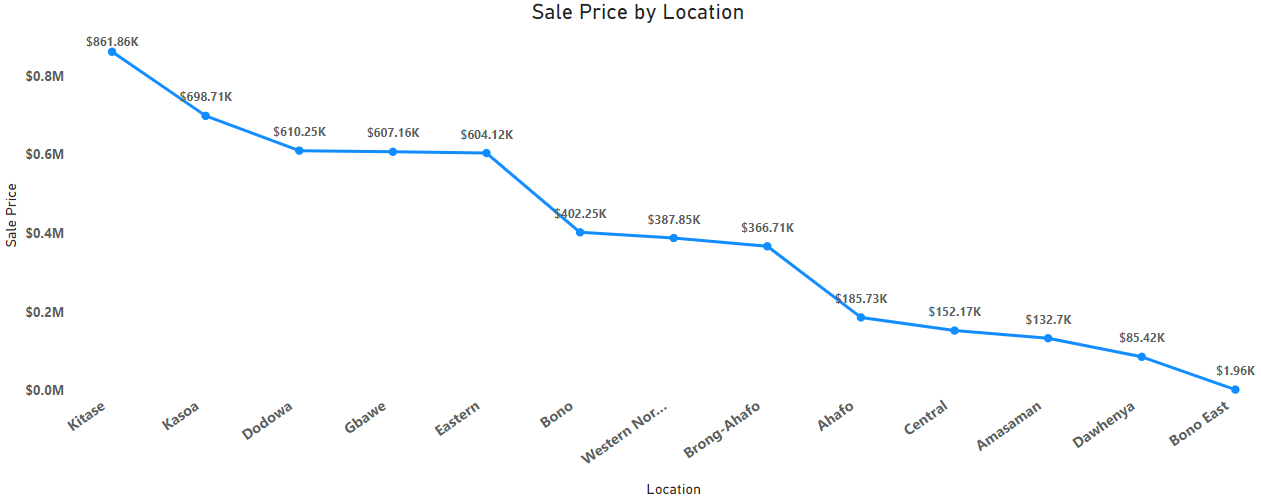 Sale Price by Location
$861.86K
$0.8M
$698.71K
$610.25K
$607.16K
$604.12K
$0.6M
Sale Price
$402.25K
$387.85K
$366.71K
$0.4M
$185.73K
$0.2M
$152.17K
$132.7K
$85.42K
$1.96K
$0.0M
Kitase
Kasoa
Dodowa
Gbawe
Eastern
Bono
Western Nor...
Brong-Ahafo
Ahafo
Central
Amasaman
Dawhenya
Bono East
Location